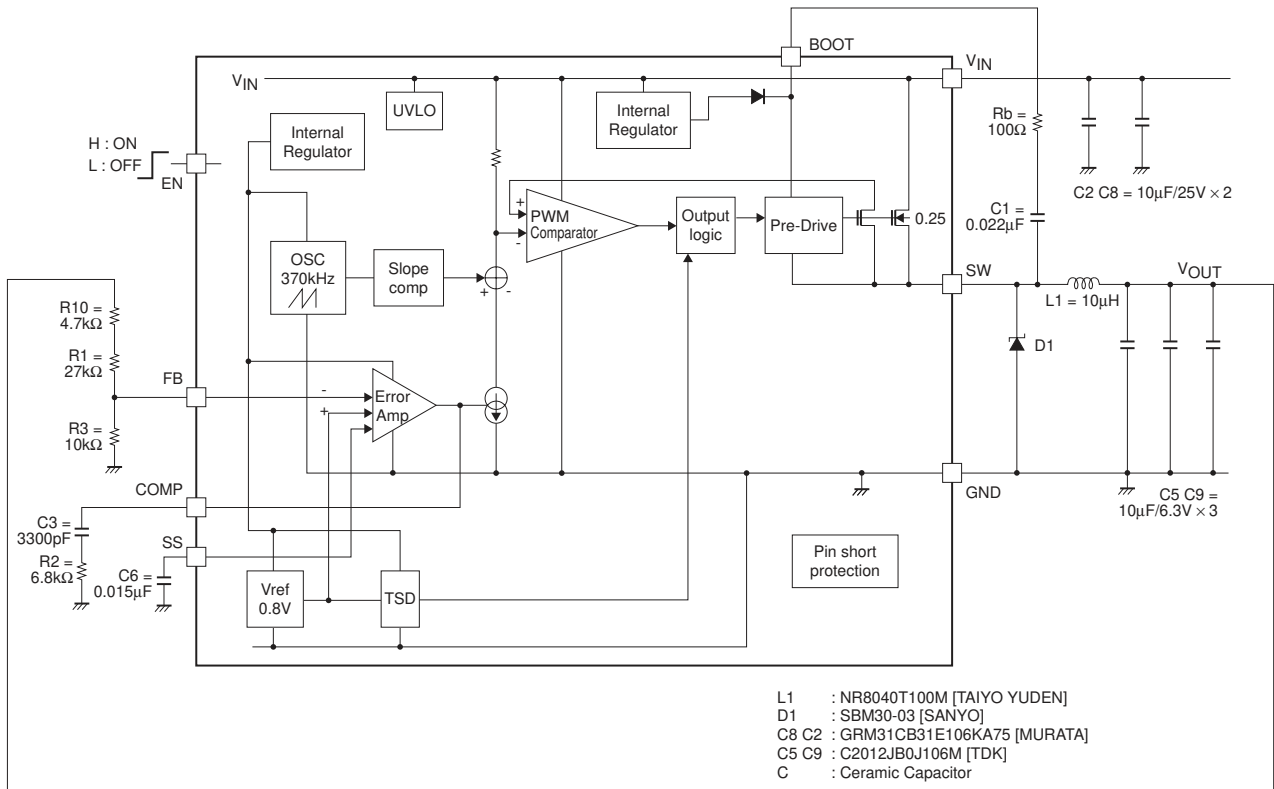 BOOT
VIN
VIN
UVLO
Internal
Regulator
Internal
Regulator
Rb =
100Ω
C2 C8 = 10μF/25V × 2
H : ON
L : OFF
EN
+
PWM
Comparator
-
Output
logic
Pre-Drive
0.25
C1 =
0.022μF
OSC
370kHz
Slope
comp
+
-
SW
VOUT
L1 = 10μH
R10 =
4.7kΩ
R1 =
27kΩ
D1
FB
-
Error
+
Amp
R3 =
10kΩ
COMP
GND
C5 C9 =
10μF/6.3V × 3
C3 =
3300pF
SS
R2 =
6.8kΩ
C6 =
0.015μF
Vref
0.8V
TSD
Pin short
protection
L1 : NR8040T100M [TAIYO YUDEN]
D1 : SBM30-03 [SANYO]
C8 C2 : GRM31CB31E106KA75 [MURATA]
C5 C9 : C2012JB0J106M [TDK]
C : Ceramic Capacitor